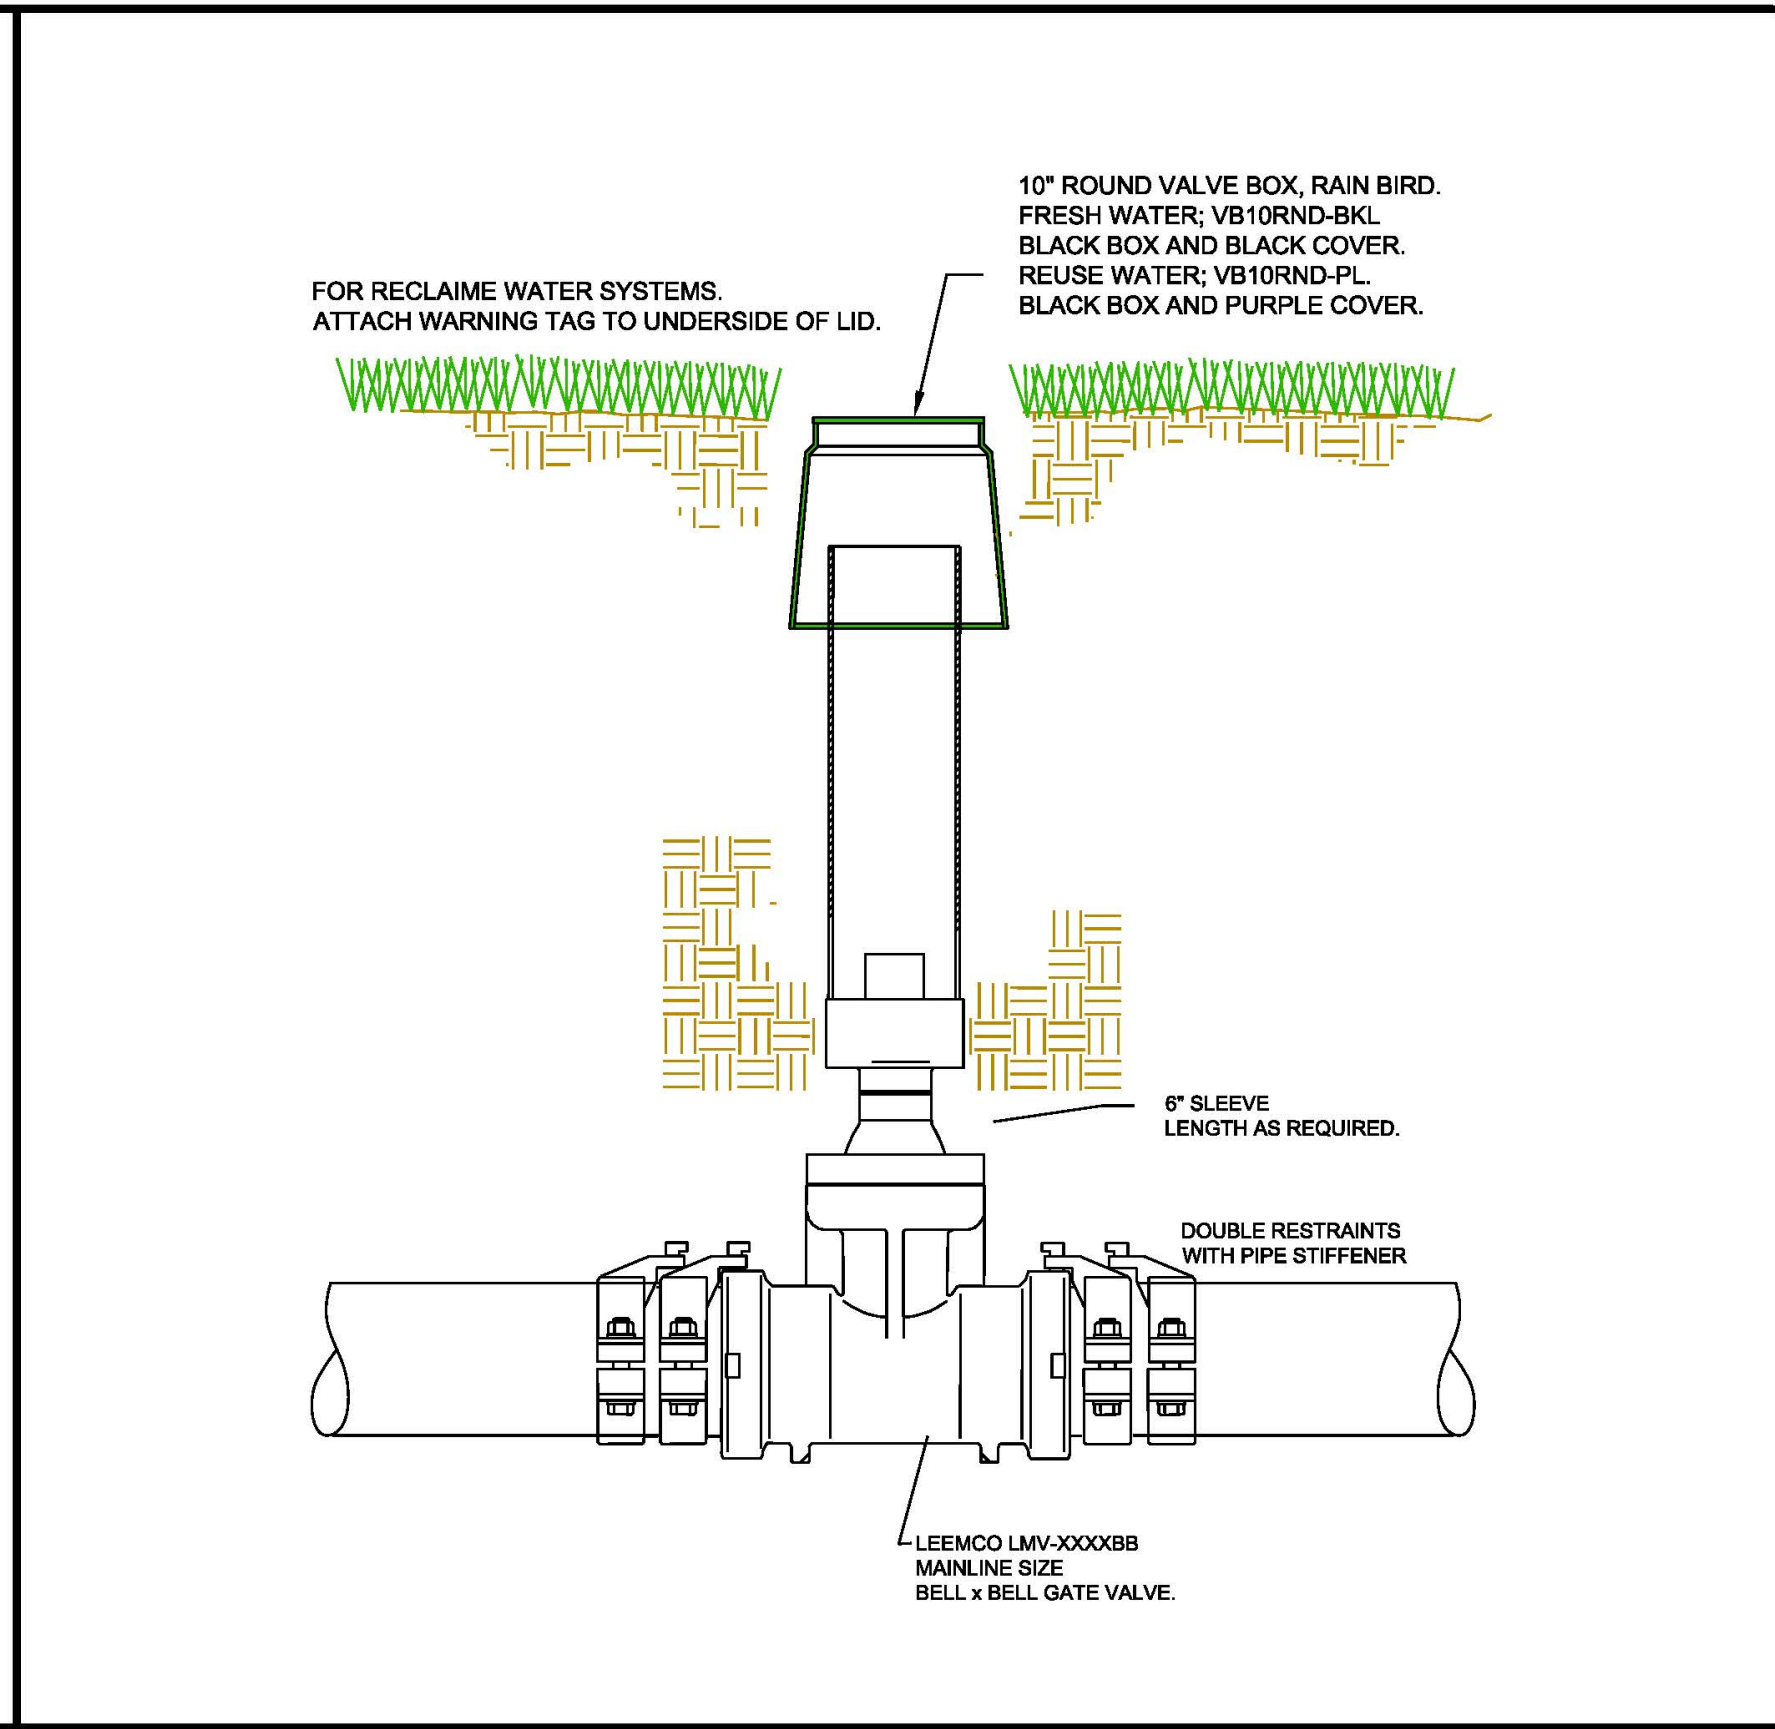 10" ROUND VALVE BOX, RAIN BIRD.
FRESH WATER; VB10RND-BKL
BLACK BOX AND BLACK COVER.
REUSE WATER; VB10RND-PL.
BLACK BOX AND PURPLE COVER.
FOR RECLAIME WATER SYSTEMS.
ATTACH WARNING TAG TO UNDERSIDE OF LID.
6" SLEEVE
LENGTH AS REQUIRED.
DOUBLE RESTRAINTS
WITH PIPE STIFFENER
LEEMCO LMV-XXXXBB
MAINLINE SIZE
BELL x BELL GATE VALVE.